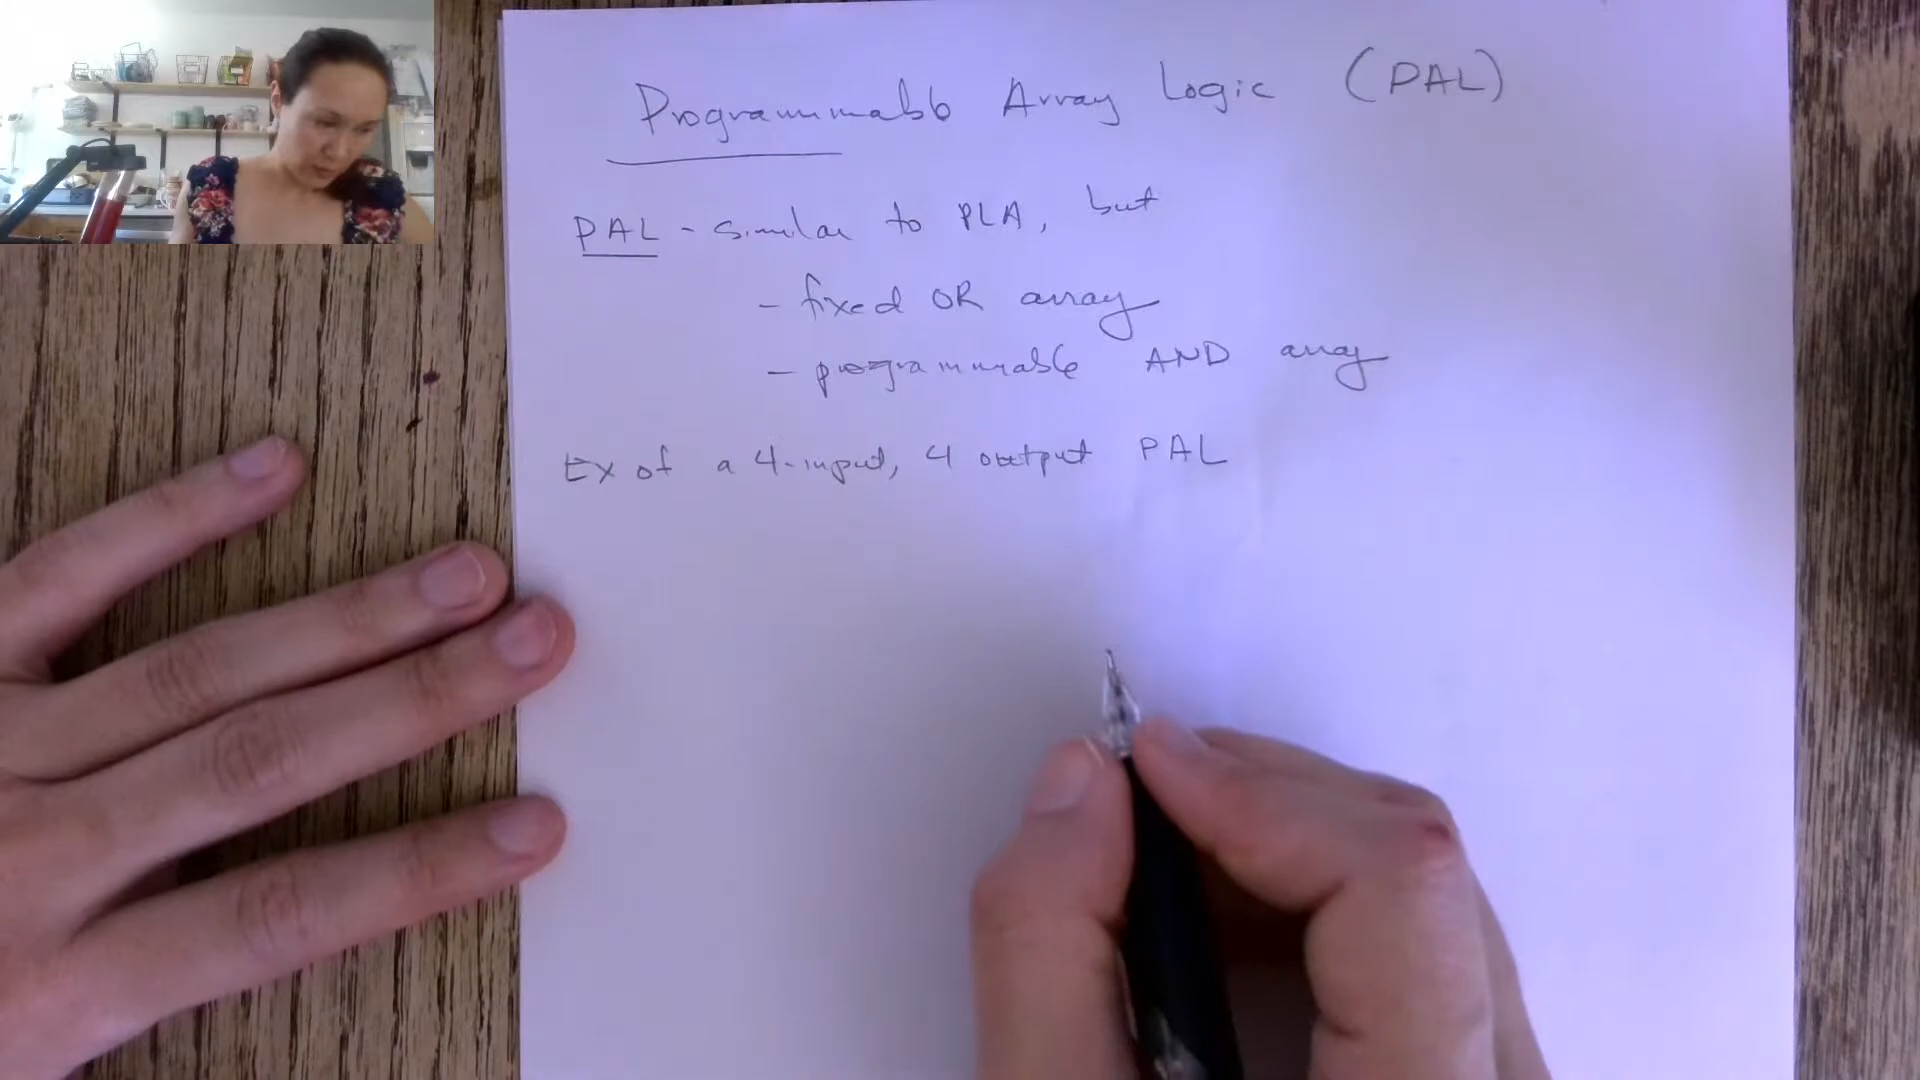 Programmable Array Logic (PAL)
PAL - similar to PLA, but
- fixed OR array
- programmable AND array
Ex of a 4-input, 4 output PAL